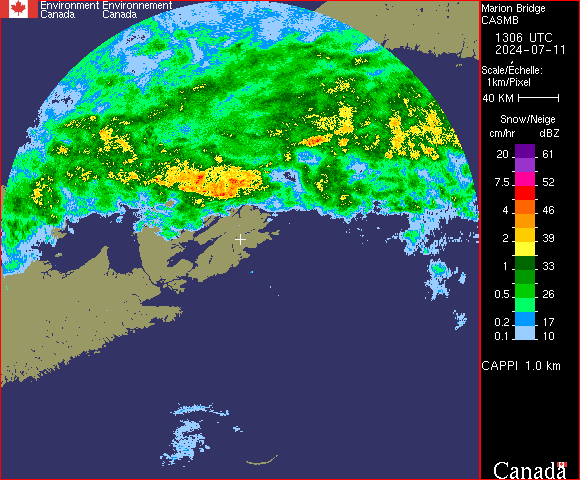 Environment Environnement
Canada Canada
Marion Bridge
CASMB
1306 UTC
2024-07-11
Scale/Echelle:
1km/Pixel
40 KM
Snow/Neige
cm/hr dBZ
20 61
7.5 52
4 46
2 39
1 33
0.5 26
0.2 17
0.1 10
CAPPI 1.0 km
Canada